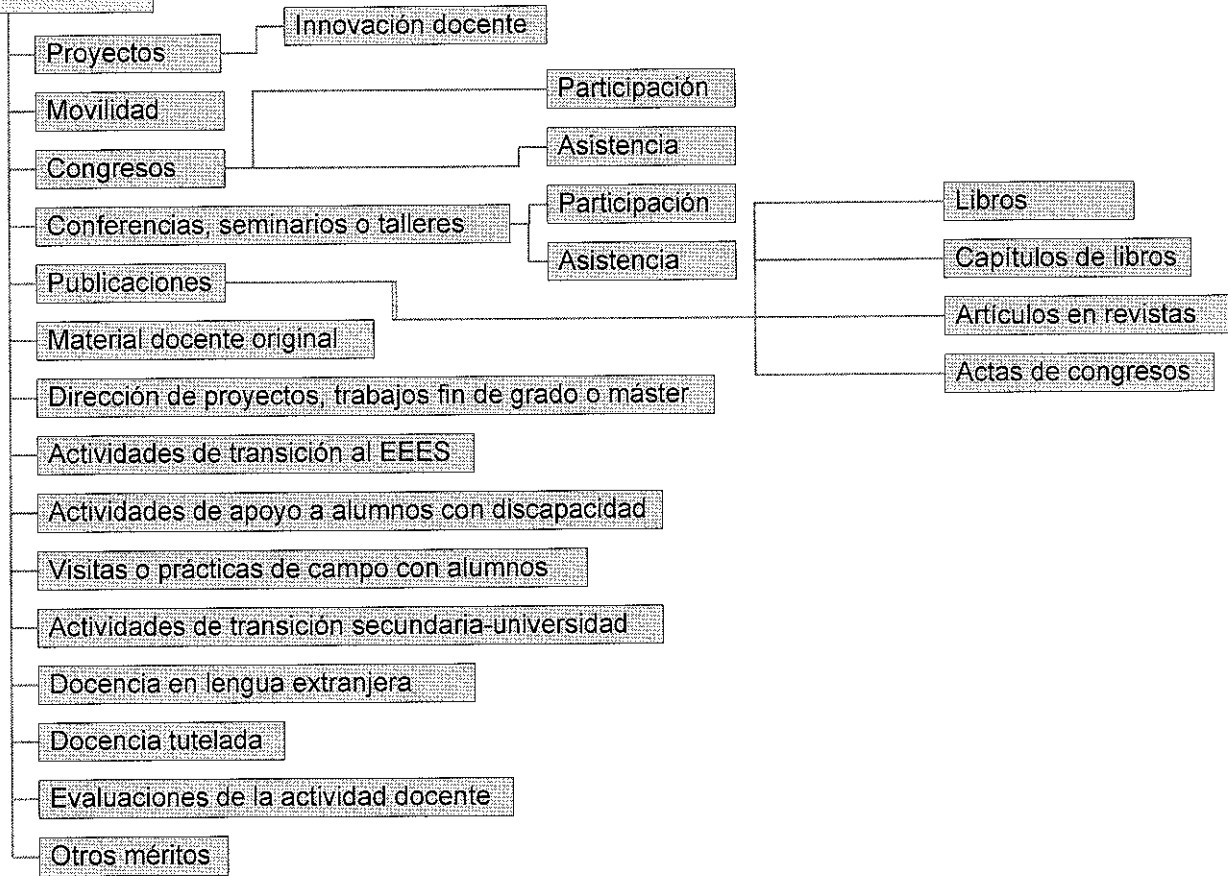 Proyectos
Innovación docente
Movilidad
Congresos
Participación
Asistencia
Conferencias, seminarios o talleres
Participación
Asistencia
Publicaciones
Libros
Capítulos de libros
Artículos en revistas
Actas de congresos
Material docente original
Dirección de proyectos, trabajos fin de grado o máster
Actividades de transición al EEES
Actividades de apoyo a alumnos con discapacidad
Visitas o prácticas de campo con alumnos
Actividades de transición secundaria-universidad
Docencia en lengua extranjera
Docencia tutelada
Evaluaciones de la actividad docente
Otros méritos